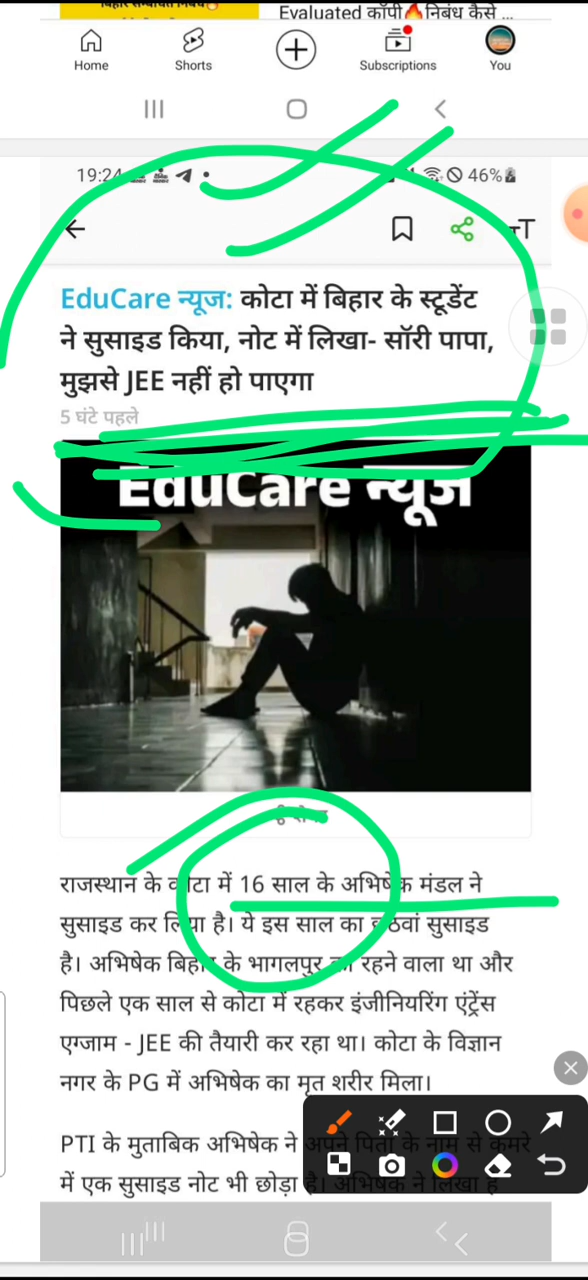 Evaluated कॉपी🔥निबंध कैसे ...
Home Shorts Subscriptions You
19:24 46%
EduCare न्यूज: कोटा में बिहार के स्टूडेंट
ने सुसाइड किया, नोट में लिखा- सॉरी पापा,
मुझसे JEE नहीं हो पाएगा
5 घंटे पहले
EduCare न्यूज
राजस्थान के कोटा में 16 साल के अभिषेक मंडल ने
सुसाइड कर लिया है। ये इस साल का सुसाइड
है। अभिषेक बिहार के भागलपुर का रहने वाला था और
पिछले एक साल से कोटा में रहकर इंजीनियरिंग एंट्रेंस
एग्जाम - JEE की तैयारी कर रहा था। कोटा के विज्ञान
नगर के PG में अभिषेक का मृत शरीर मिला।
PTI के मुताबिक अभिषेक ने अपने पिता के नाम से कमरे
में एक सुसाइड नोट भी छोड़ा है। अभिषेक ने लिखा है